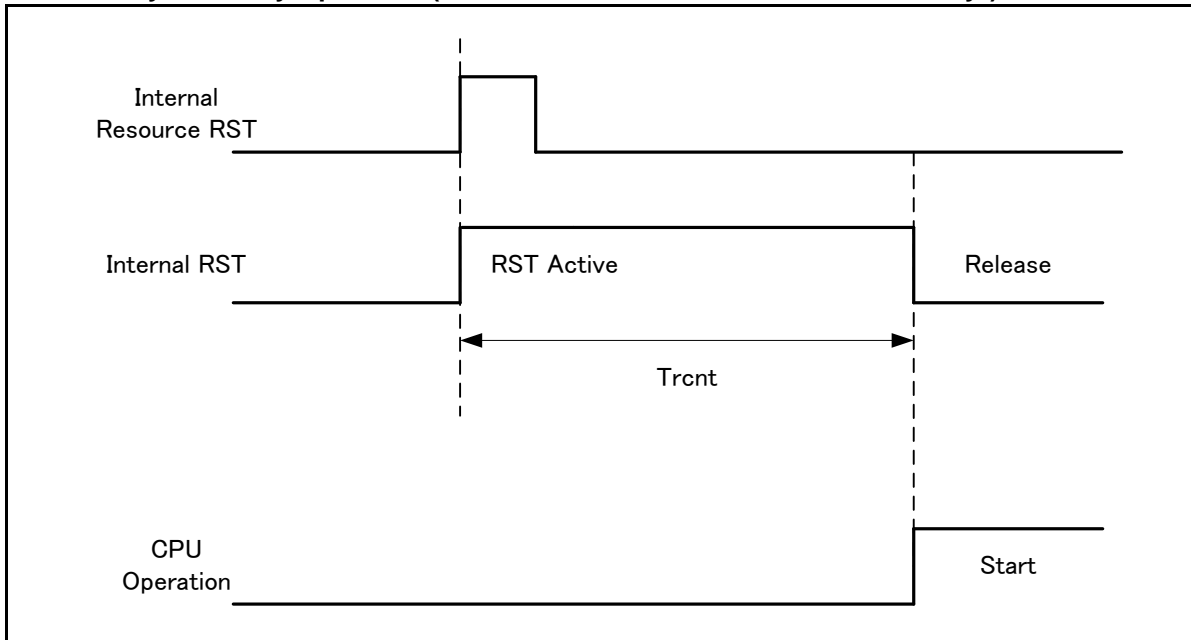 Internal
Resource RST
Internal RST
RST Active
Release
Trcnt
CPU
Operation
Start